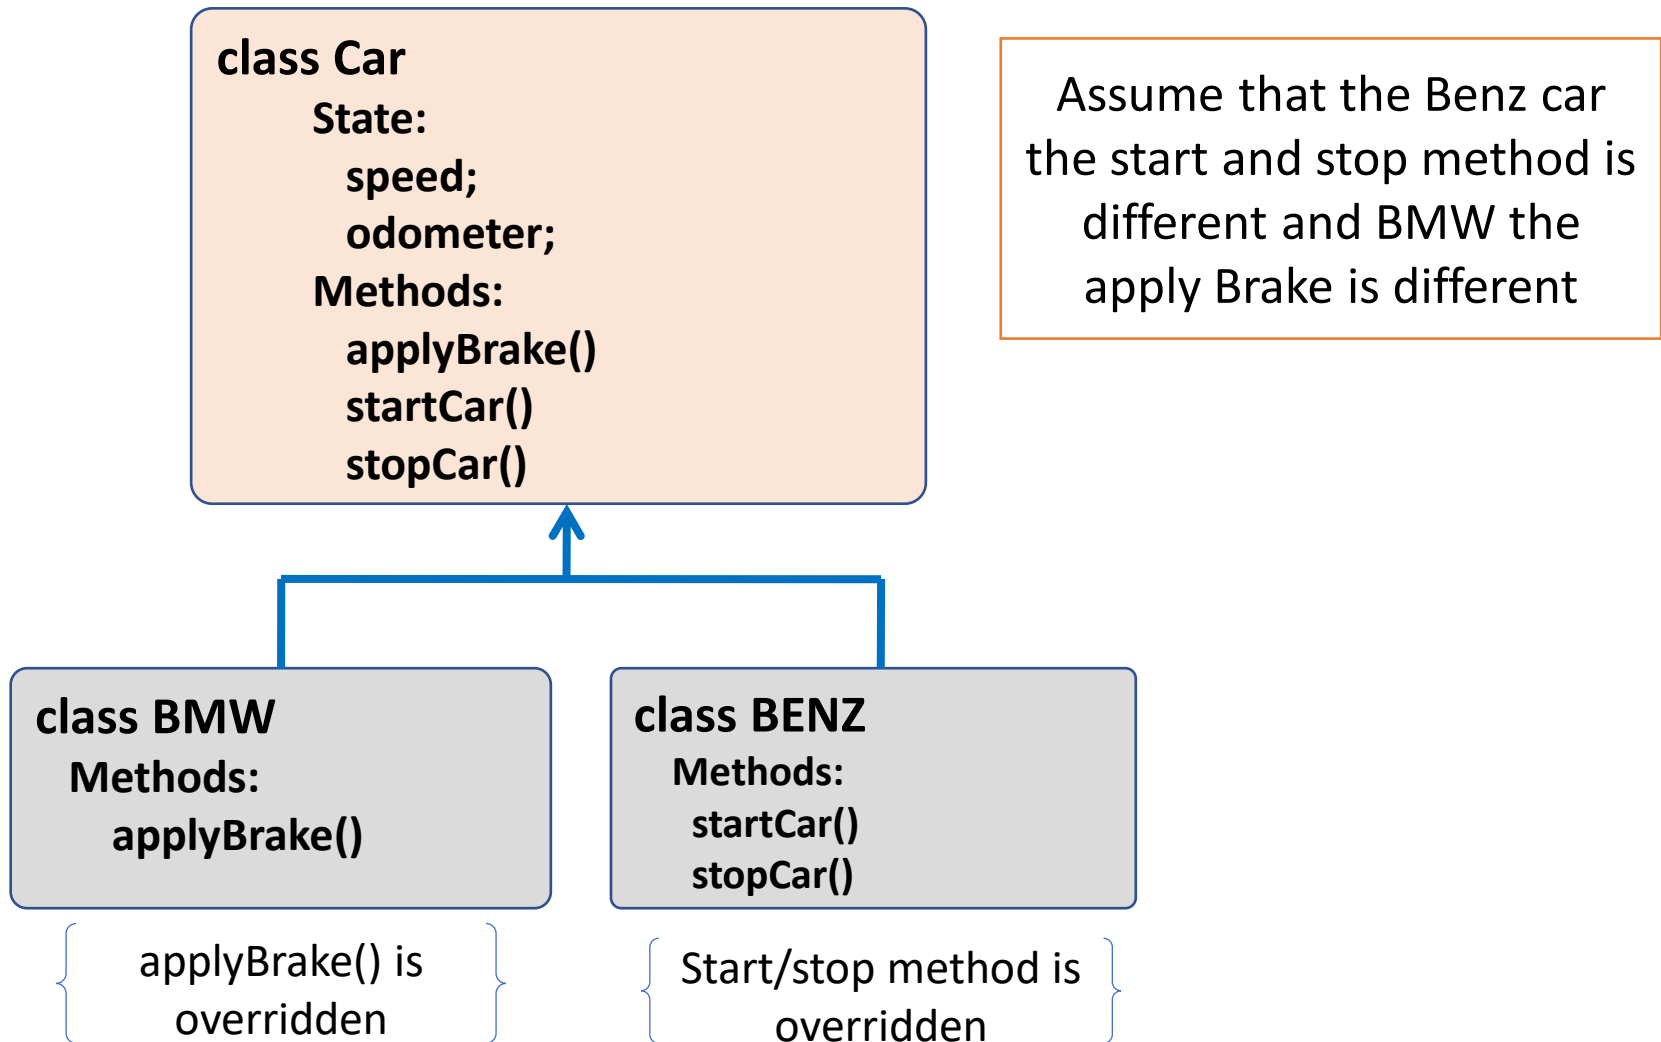 class Car
State:
speed;
odometer;
Methods:
applyBrake()
startCar()
stopCar()
Assume that the Benz car
the start and stop method is
different and BMW the
apply Brake is different
class BMW
Methods:
applyBrake()
class BENZ
Methods:
startCar()
stopCar()
applyBrake() is
overridden
Start/stop method is
overridden